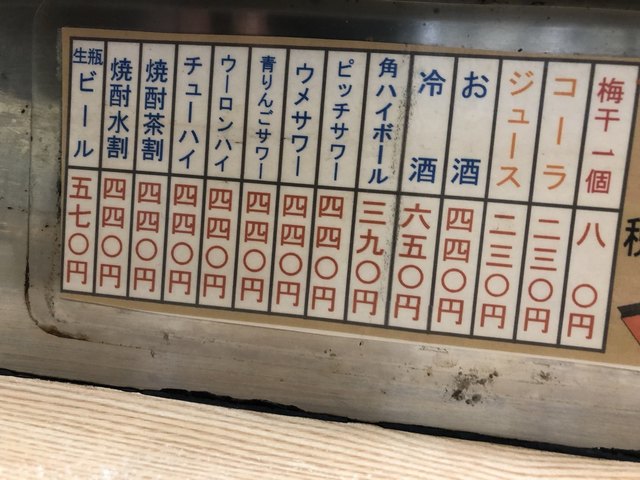 梅干一個 八〇円
コーラ 二三〇円
ジュース 二三〇円
お酒 四四〇円
冷酒 六五〇円
角ハイボール 三九〇円
ピッチサワー 四四〇円
ウメサワー 四四〇円
青りんごサワー 四四〇円
ウーロンハイ 四四〇円
チューハイ 四四〇円
焼酎茶割 四四〇円
焼酎水割 四四〇円
生瓶ビール 五七〇円